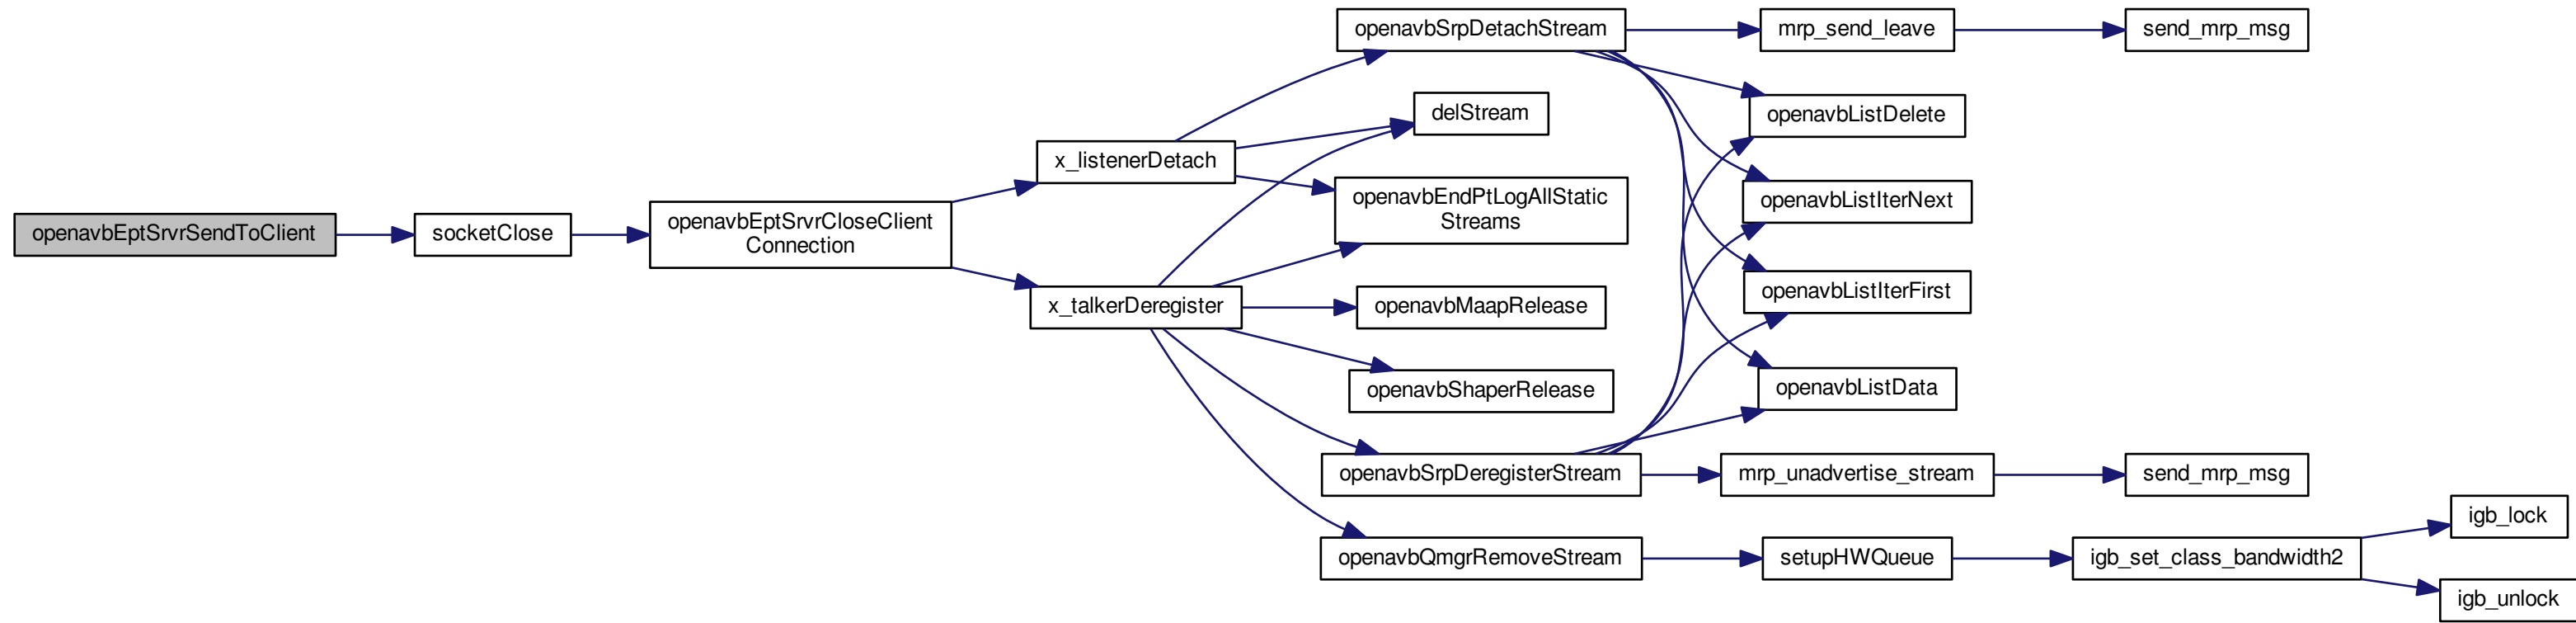 openavbEptSrvrSendToClient
socketClose
openavbEptSrvrCloseClient
Connection
x_listenerDetach
x_talkerDeregister
openavbSrpDetachStream
delStream
openavbEndPtLogAllStatic
Streams
openavbMaapRelease
openavbShaperRelease
openavbSrpDeregisterStream
openavbQmgrRemoveStream
mrp_send_leave
openavbListDelete
openavbListIterNext
openavbListIterFirst
openavbListData
mrp_unadvertise_stream
setupHWQueue
send_mrp_msg
send_mrp_msg
igb_set_class_bandwidth2
igb_lock
igb_unlock